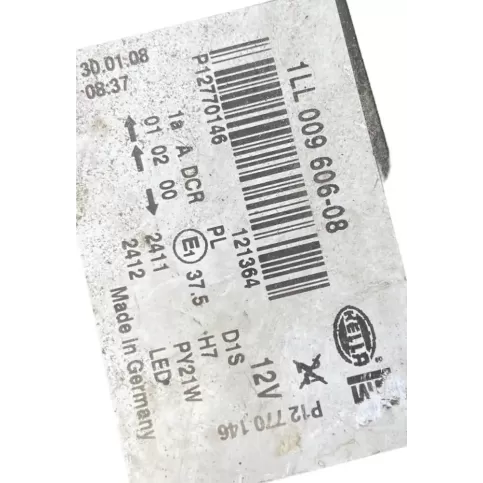 30.01.08
08:37
P12770146
1LL 009 606-08
1a A DCR PL 121364
01 02 00 E1 37.5
2411
2412
Made In Germany
D1S
H7
PY21W
LED
12V
HELLA
P12 770 146